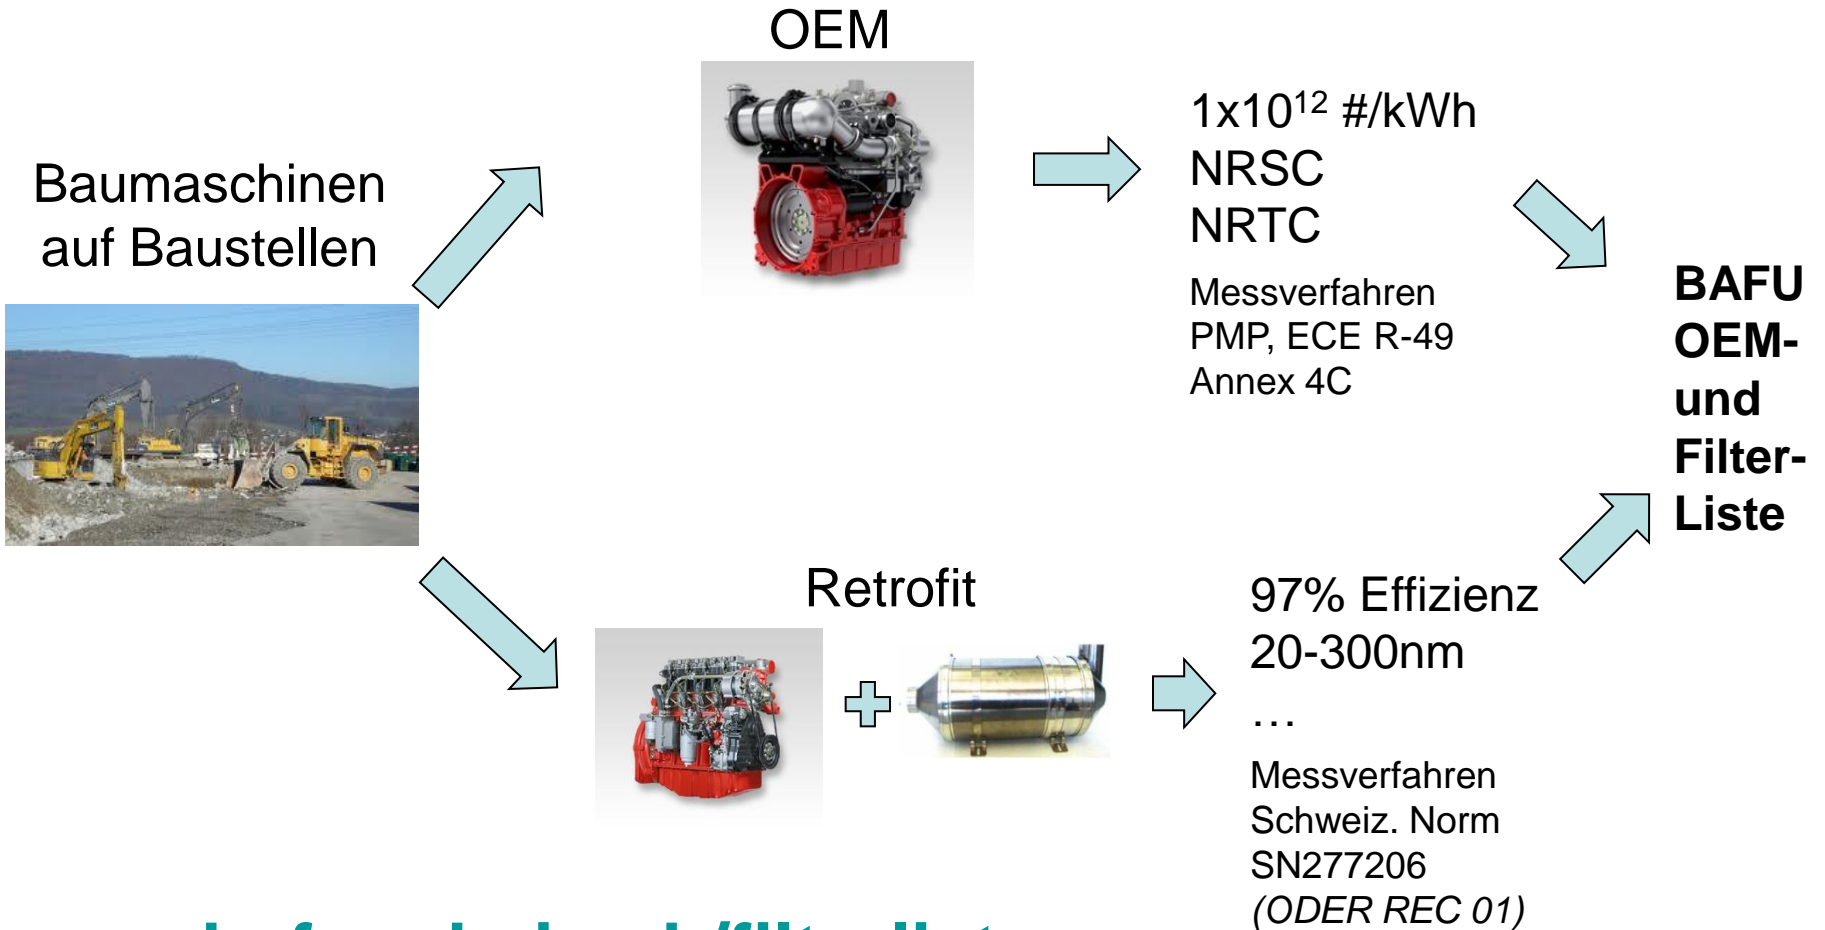 OEM
Baumaschinen
auf Baustellen
1x10¹² #/kWh
NRSC
NRTC
Messverfahren
PMP, ECE R-49
Annex 4C
BAFU
OEM-
und
Filter-
Liste
Retrofit
97% Effizienz
20-300nm
…
Messverfahren
Schweiz. Norm
SN277206
(ODER REC 01)